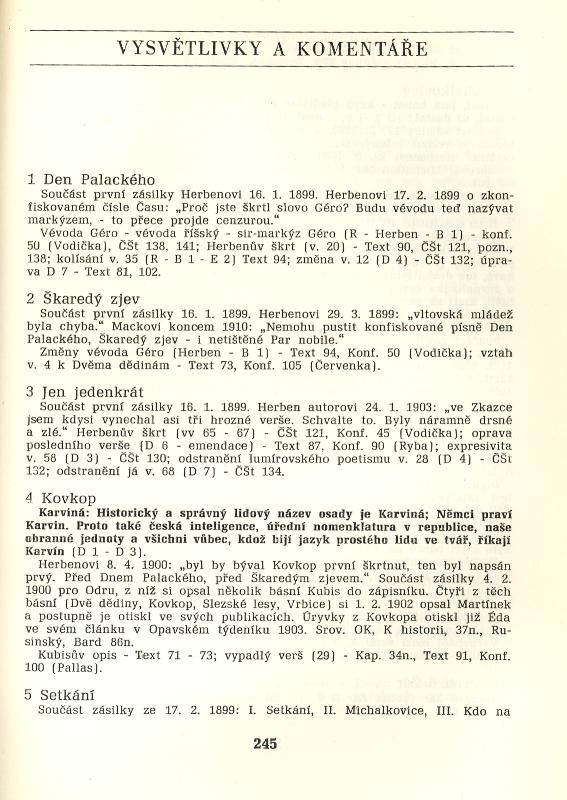 VYSVĚTLIVKY A KOMENTÁŘE
1 Den Palackého
Součást první zásilky Herbenovi 16. 1. 1899. Herbenovi 17. 2. 1899 o zkon-
fiskovaném čísle Času: „Proč jste škrtl slovo Géro? Budu vévodu teď nazývat
markýzem, - to přece projde cenzurou.“
Vévoda Géro - vévoda říšský - sir-markýz Géro (R - Herben - B 1) - konf.
50 (Vodička), ČŠt 138, 141; Herbenův škrt (v. 20) - Text 90, ČŠt 121, pozn.,
138; kolísání v. 35 (R - B 1 - E 2) Text 94; změna v. 12 (D 4) - ČŠt 132; úpra-
va D 7 - Text 81, 102.
2 Škaredý zjev
Součást první zásilky 16. 1. 1899. Herbenovi 29. 3. 1899: „vltovská mládež
byla chyba.“ Mackovi koncem 1910: „Nemohu pustit konfiskované písně Den
Palackého, Škaredý zjev - i netištěné Par nobile.“
Změny vévoda Géro (Herben - B 1) - Text 94, Konf. 50 (Vodička); vztah
v. 4 k Dvěma dědinám - Text 73, Konf. 105 (Červenka).
3 Jen jedenkrát
Součást první zásilky 16. 1. 1899. Herben autorovi 24. 1. 1903: „ve Zkazce
jsem kdysi vynechal asi tři hrozné verše. Schvalte to. Byly náramně drsné
a zlé.“ Herbenův škrt (vv 65 - 67) - ČŠt 121, Konf. 45 (Vodička); oprava
posledního verše (D 6 - emendace) - Text 87, Konf. 90 (Ryba); expresivita
v. 58 (D 3) - ČŠt 130; odstranění lumírovského poetismu v. 28 (D 4) - ČŠt
132; odstranění já v. 68 (D 7) - ČŠt 134.
4 Kovkop
Karviná: Historický a správný lidový název osady je Karviná; Němci praví
Karvin. Proto také česká inteligence, úřední nomenklatura v republice, naše
obranné jednoty a všichni vůbec, kdož bijí jazyk prostého lidu ve tvář, říkají
Karvín (D 1 - D 3).
Herbenovi 8. 4. 1900: „byl by býval Kovkop první škrtnut, ten byl napsán
prvý. Před Dnem Palackého, před Škaredým zjevem.“ Součást zásilky 4. 2.
1900 pro Odru, z níž si opsal několik básní Kubis do zápisníku. Čtyři z těch
básní (Dvě dědiny, Kovkop, Slezské lesy, Vrbice) si 1. 2. 1902 opsal Martínek
a postupně je otiskl ve svých publikacích. Úryvky z Kovkopa otiskl již Éda
ve svém článku v Opavském týdeníku 1903. Srov. OK, K historii, 37n., Ru-
sínský, Bard 86n.
Kubisův opis - Text 71 - 73; vypadlý verš (29) - Kap. 34n., Text 91, Konf.
100 (Pallas).
5 Setkání
Součást zásilky ze 17. 2. 1899: I. Setkání, II. Michalkovice, III. Kdo na
245